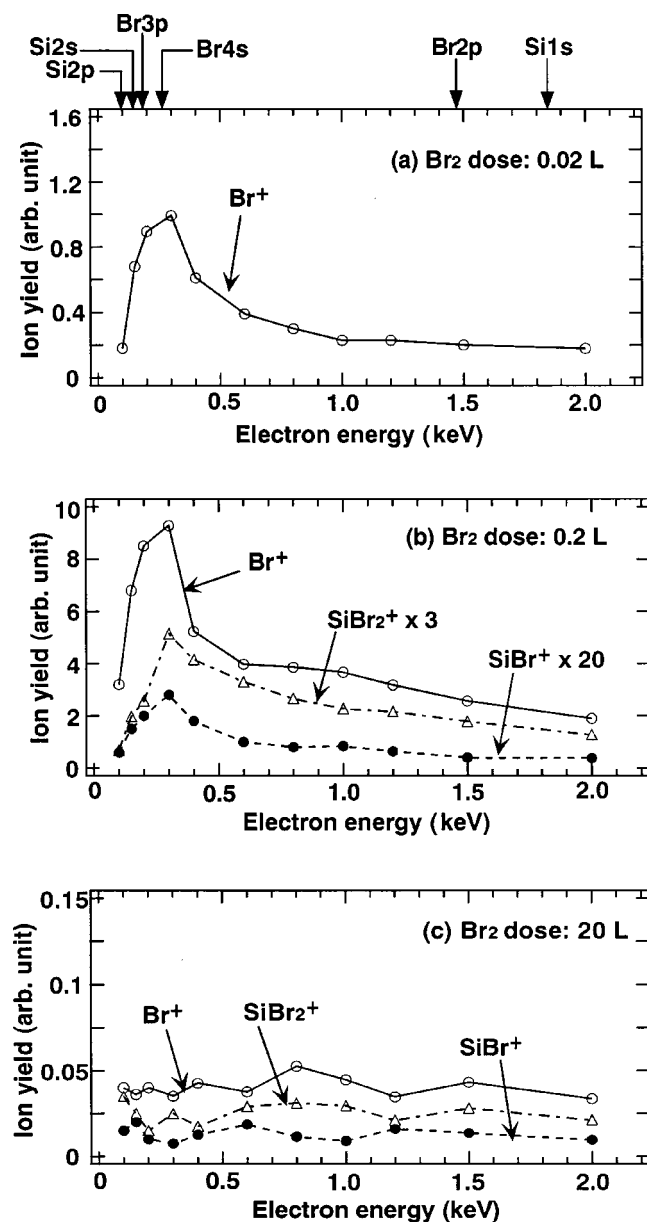 Br3p
Si2s Br4s Br2p Si1s
Si2p
1.6
1.2
0.8
0.4
0
Ion yield (arb. unit)
(a) Br2 dose: 0.02 L
Br+
0 0.5 1.0 1.5 2.0
Electron energy (keV)
10
8
6
4
2
0
Ion yield (arb. unit)
(b) Br2 dose: 0.2 L
Br+
SiBr2+ x 3
SiBr+ x 20
0 0.5 1.0 1.5 2.0
Electron energy (keV)
0.15
0.1
0.05
0
Ion yield (arb. unit)
(c) Br2 dose: 20 L
Br+ SiBr2+
SiBr+
0 0.5 1.0 1.5 2.0
Electron energy (keV)